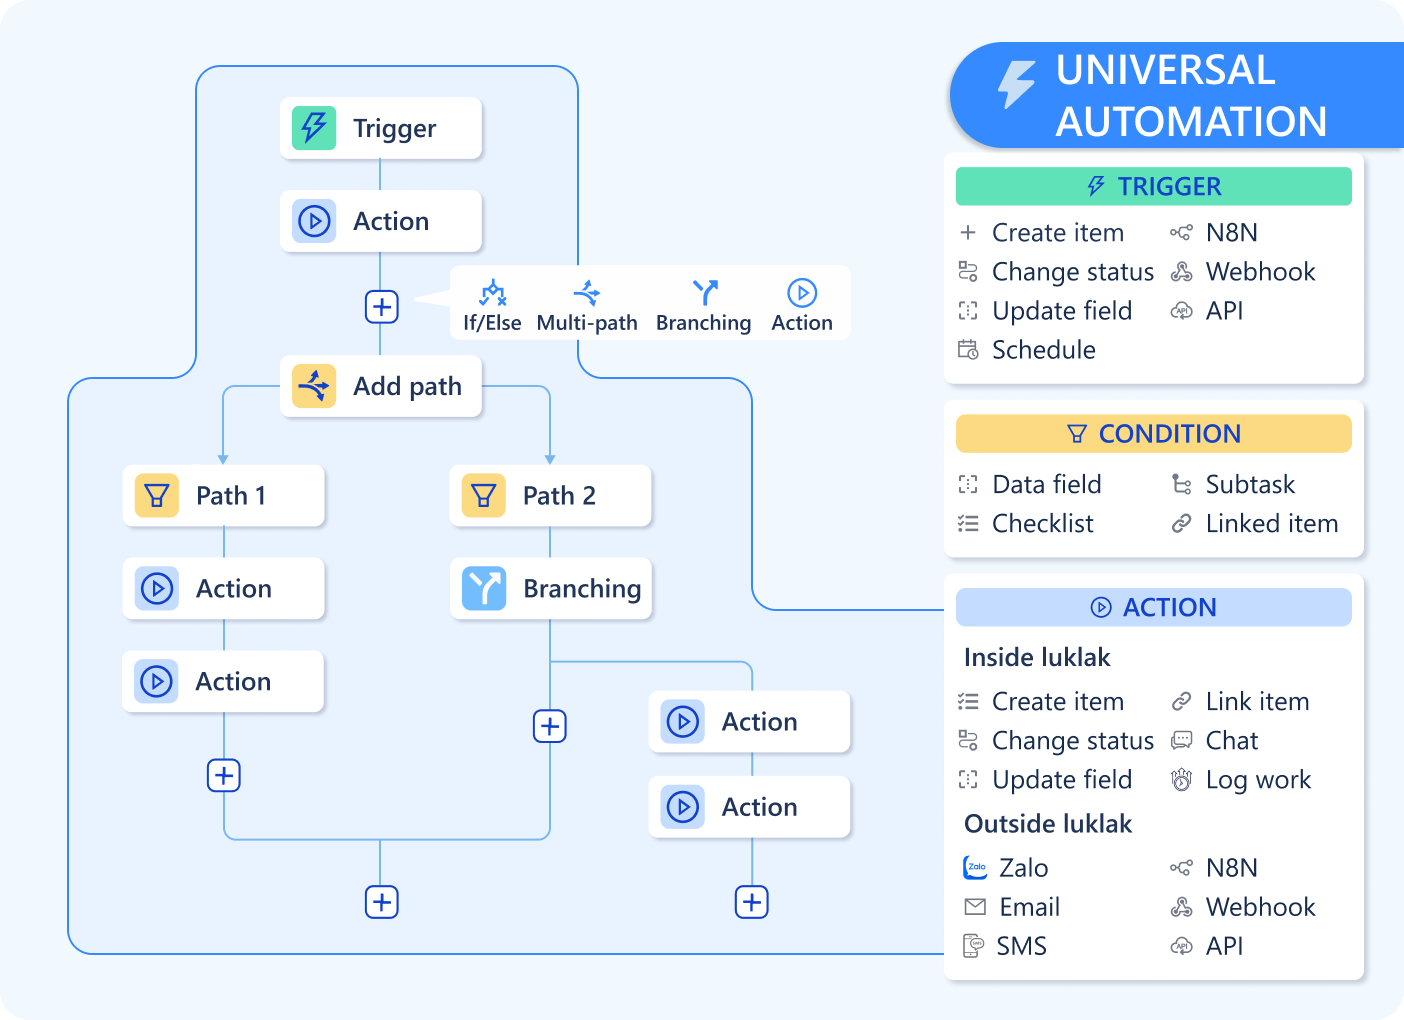 UNIVERSAL
AUTOMATION
Trigger
Action
If/Else Multi-path Branching Action
Add path
Path 1
Path 2
Action
Branching
Action
Action
Action
TRIGGER
Create item N8N
Change status Webhook
Update field API
Schedule
CONDITION
Data field Subtask
Checklist Linked item
ACTION
Inside luklak
Create item Link item
Change status Chat
Update field Log work
Outside luklak
Zalo Zalo N8N
Email Webhook
SMS SMS API API